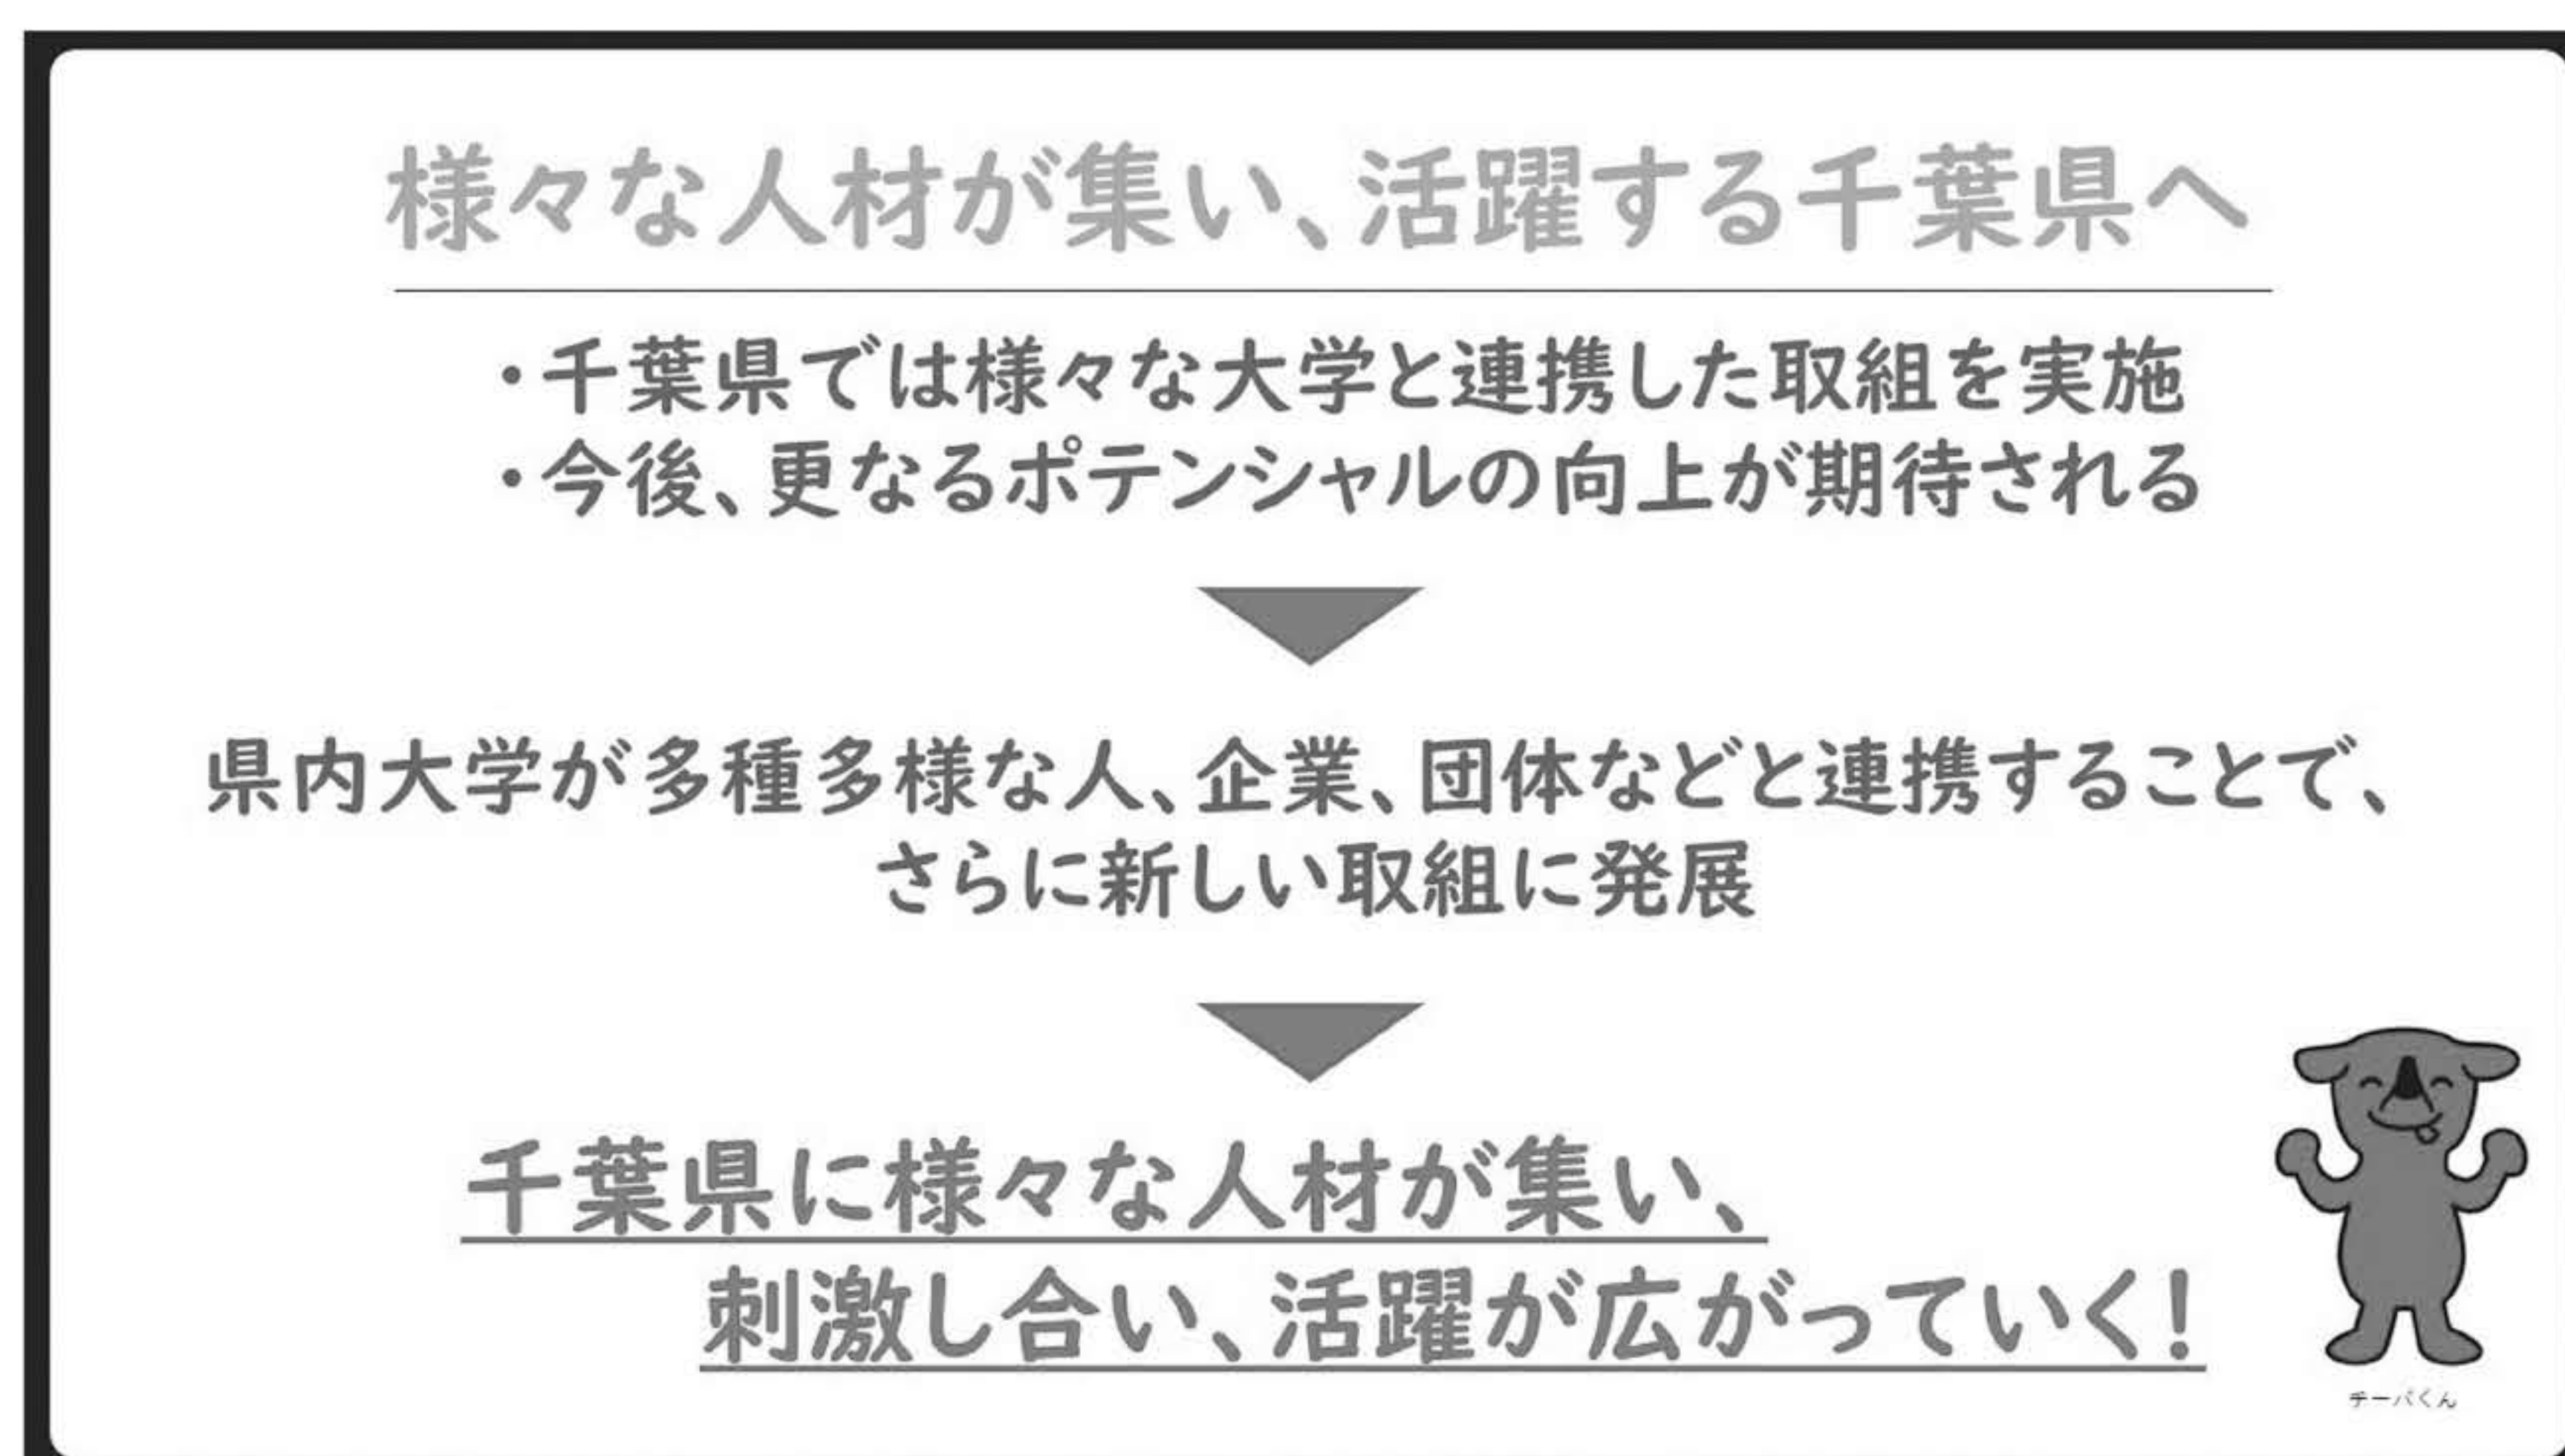 様々な人材が集い、活躍する千葉県へ
・千葉県では様々な大学と連携した取組を実施
・今後、更なるポテンシャルの向上が期待される
県内大学が多種多様な人、企業、団体などと連携することで、
さらに新しい取組に発展
千葉県に様々な人材が集い、
刺激し合い、活躍が広がっていく!
チーバくん